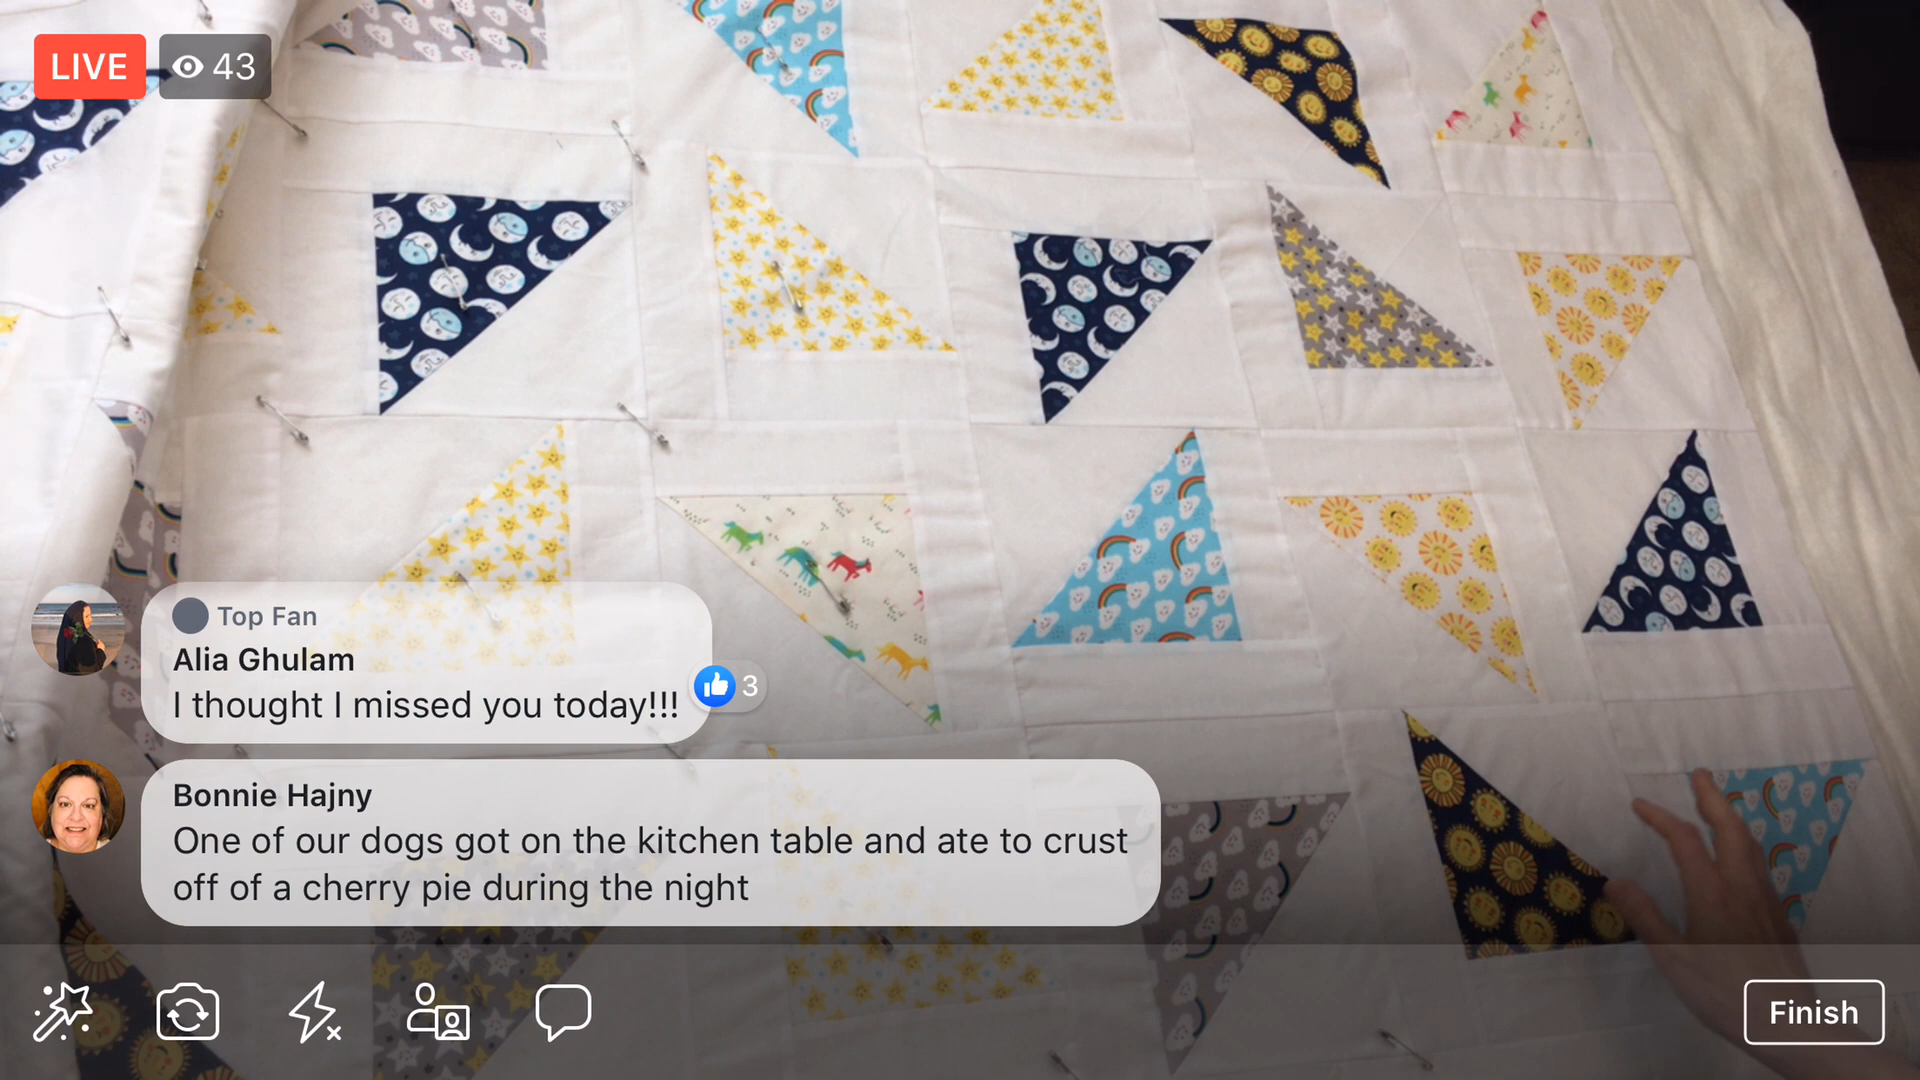 LIVE 43
Top Fan
Alia Ghulam
I thought I missed you today!!!
3
Bonnie Hajny
One of our dogs got on the kitchen table and ate to crust
off of a cherry pie during the night
Finish